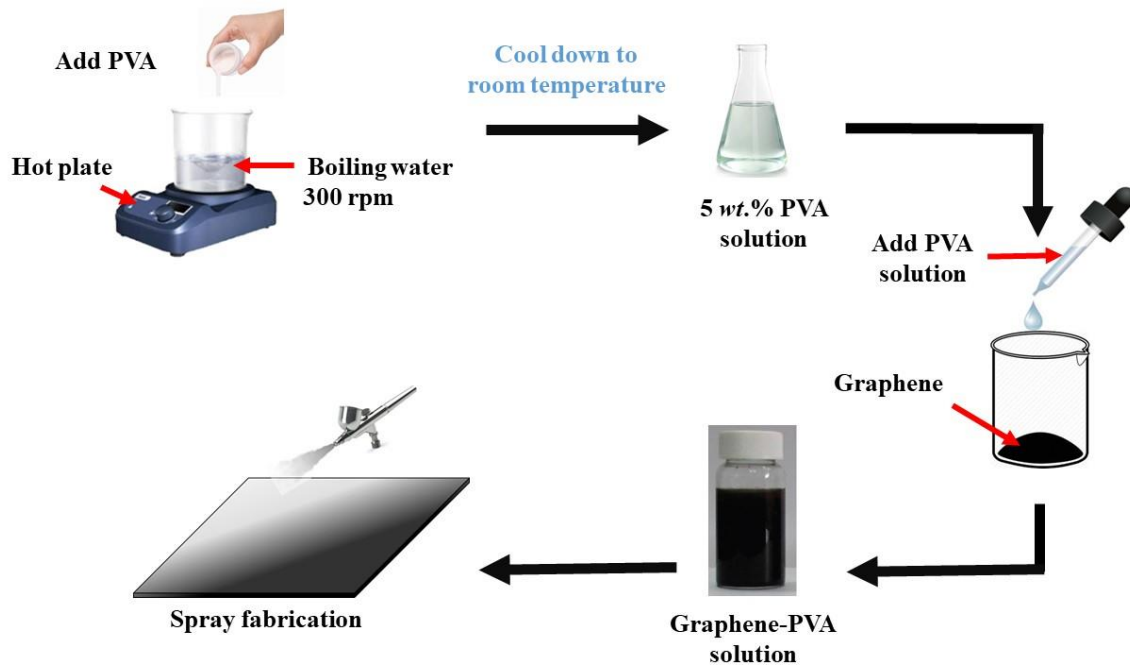 Add PVA
Cool down to
room temperature
Hot plate
Boiling water
300 rpm
5 wt.% PVA
solution
Add PVA
solution
Graphene
Graphene-PVA
solution
Spray fabrication